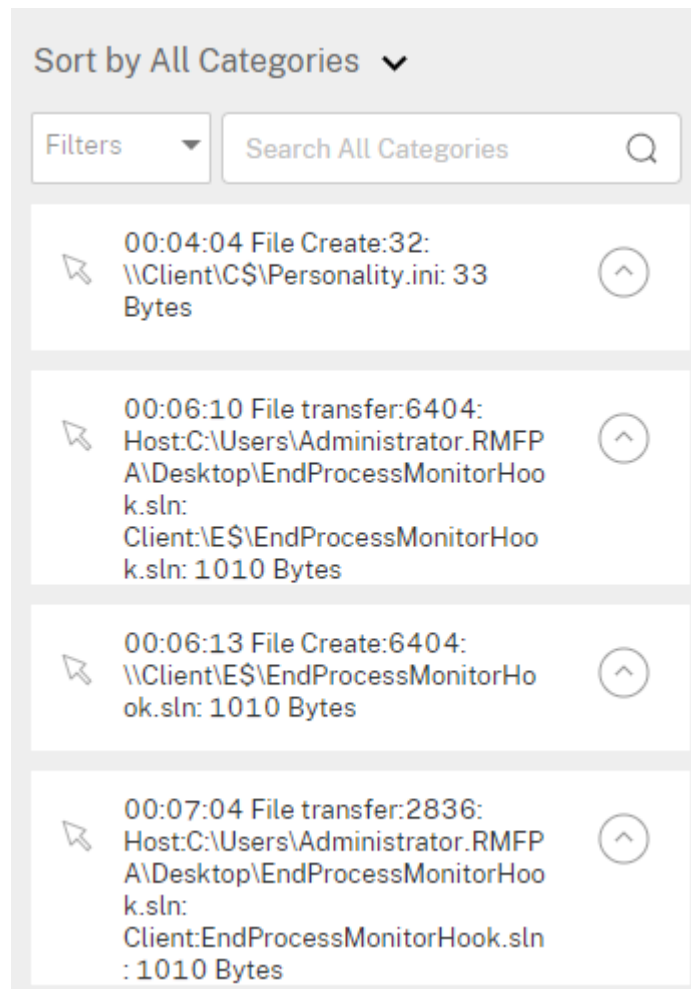 Sort by All Categories
Filters
Search All Categories
00:04:04 File Create:32:
\\Client\C$\Personality.ini: 33
Bytes
00:06:10 File transfer:6404:
Host:C:\Users\Administrator.RMFP
A\Desktop\EndProcessMonitorHoo
k.sln:
Client:\E$\EndProcessMonitorHoo
k.sln: 1010 Bytes
00:06:13 File Create:6404:
\\Client\E$\EndProcessMonitorHo
ok.sln: 1010 Bytes
00:07:04 File transfer:2836:
Host:C:\Users\Administrator.RMFP
A\Desktop\EndProcessMonitorHoo
k.sln:
Client:EndProcessMonitorHook.sln
: 1010 Bytes